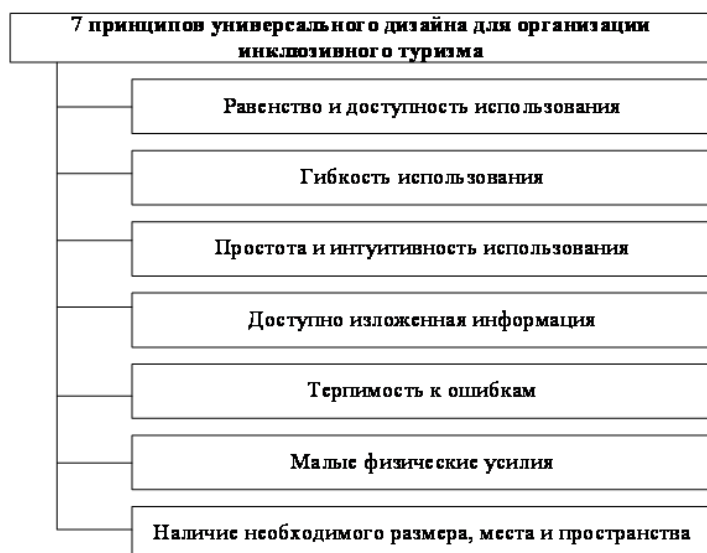 7 принципов универсального дизайна для организации
инклюзивного туризма
Равенство и доступность использования
Гибкость использования
Простота и интуитивность использования
Доступно изложенная информация
Терпимость к ошибкам
Малые физические усилия
Наличие необходимого размера, места и пространства